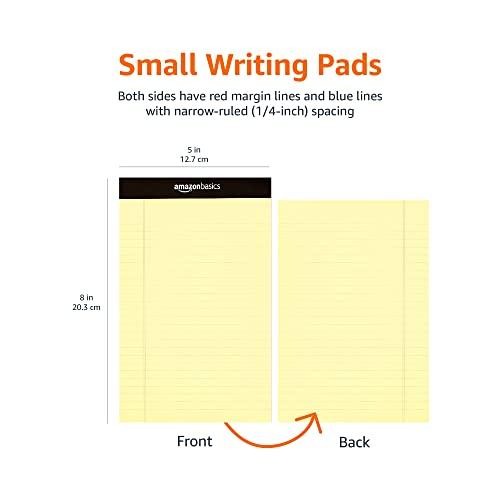 Small Writing Pads
Both sides have red margin lines and blue lines
with narrow-ruled (1/4-inch) spacing
5 in
12.7 cm
amazonbasics
8 in
20.3 cm
Front
Back